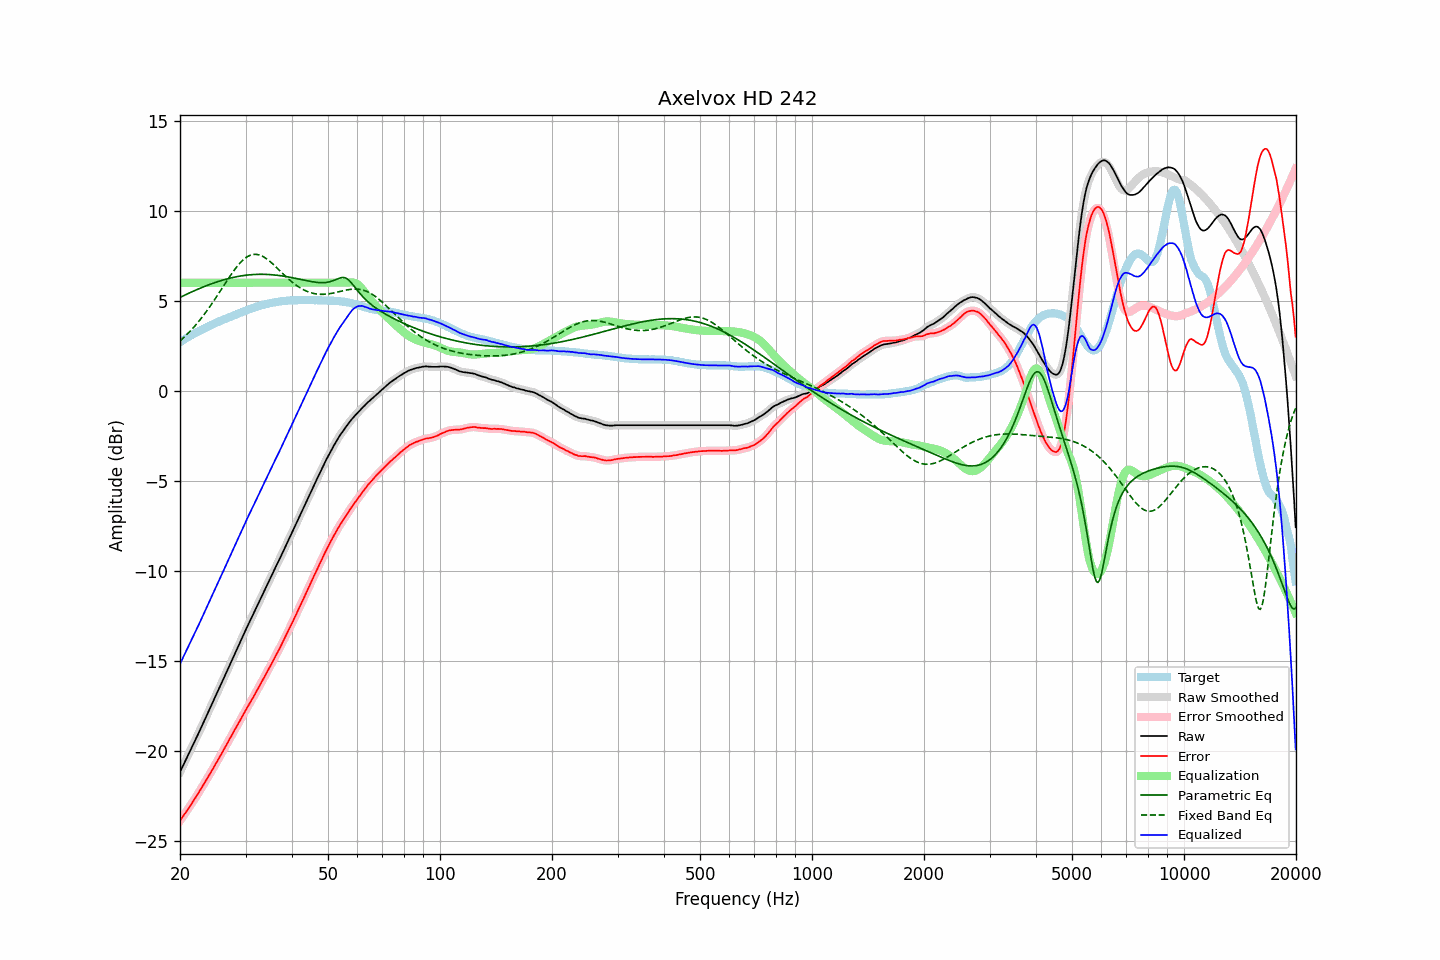 Axelvox HD 242
15
10
5
0
−5
−10
−15
−20
−25
Amplitude (dBr)
20
50
100
200
500
1000
2000
5000
10000
20000
Frequency (Hz)
Target
Raw Smoothed
Error Smoothed
Raw
Error
Equalization
Parametric Eq
Fixed Band Eq
Equalized